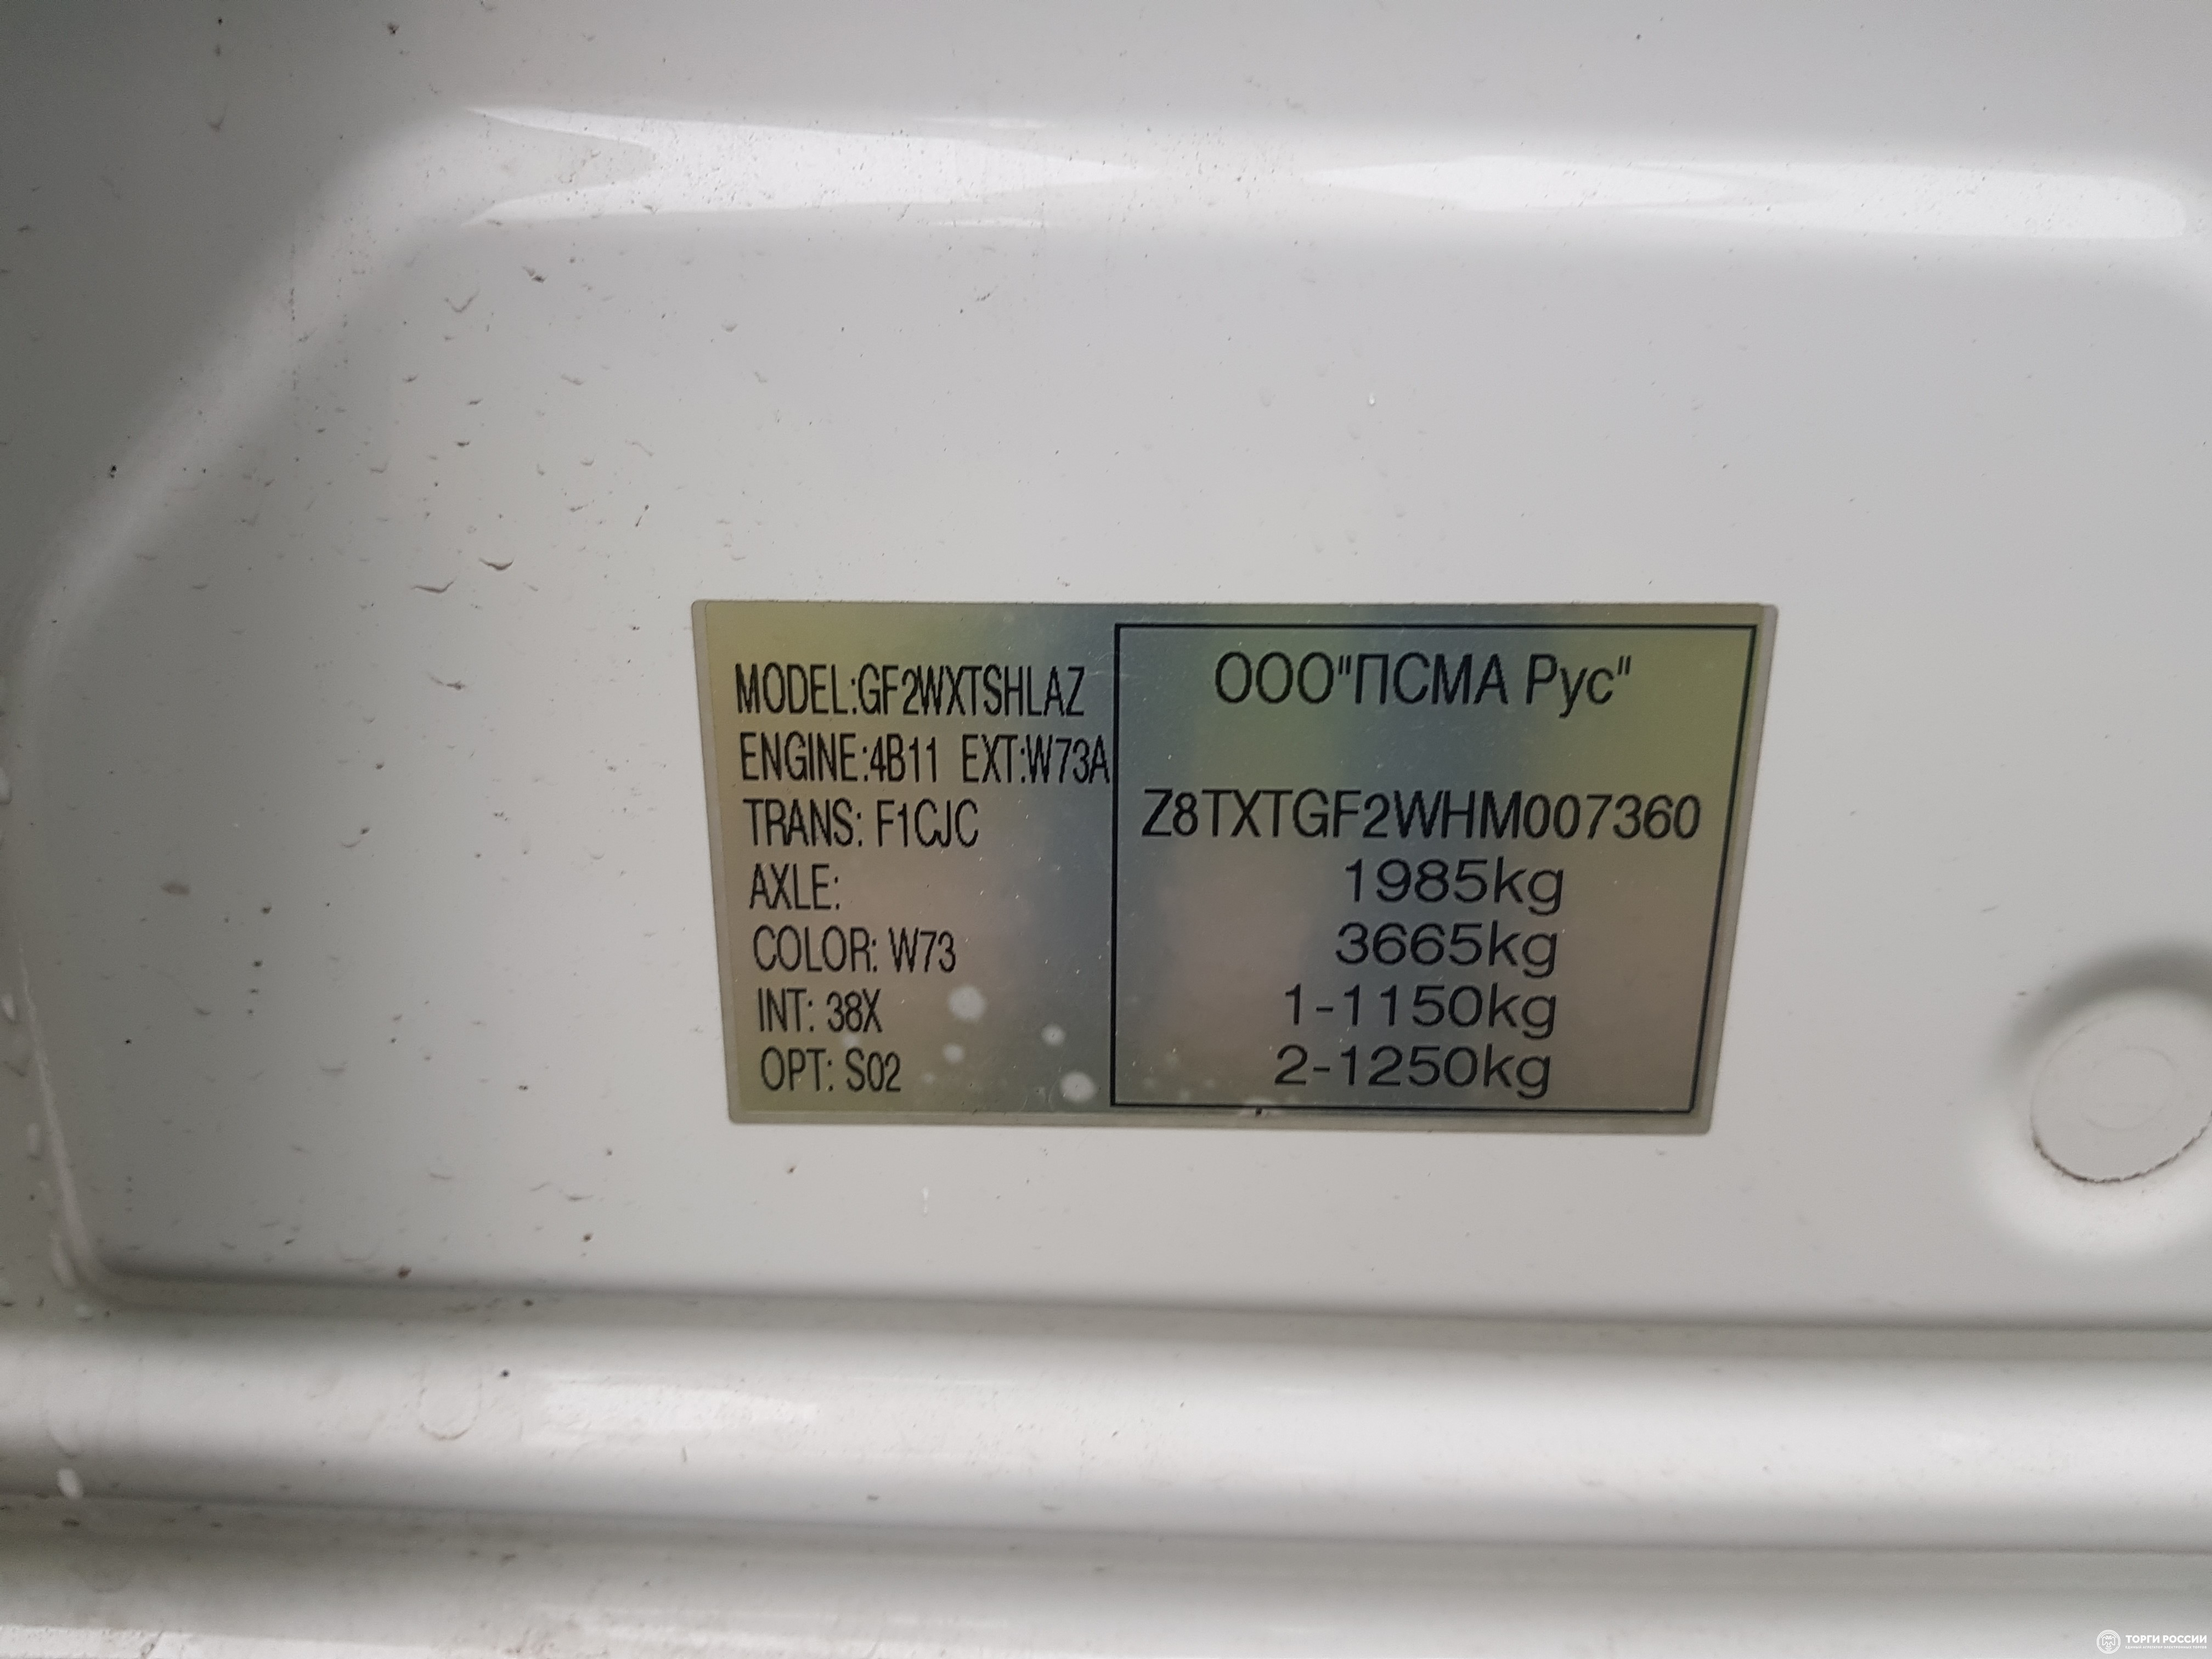 MODEL:GF2WXTSHLAZ
ENGINE:4B11 EXT:W73A
TRANS: F1CJC
AXLE:
COLOR: W73
INT: 38X
OPT: S02
ООО"ПСМА Рус"
Z8TXTGF2WHM007360
1985kg
3665kg
1-1150kg
2-1250kg
ТОРГИ РОССИИ